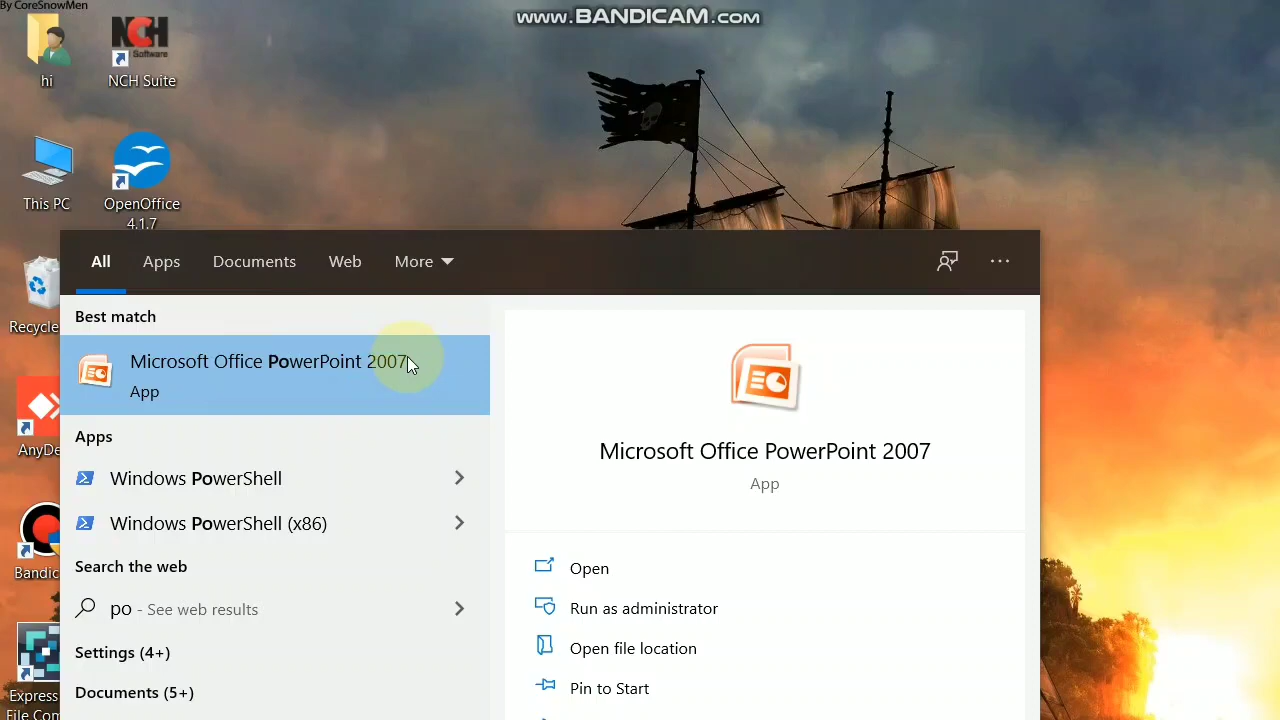 By CoreSnowMen
www.BANDICAM.com
hi
NCH
Software
NCH Suite
This PC
OpenOffice
4.1.7
Recycle
AnyDe
Bandic
Express
File Com
All
Apps
Documents
Web
More
Best match
Microsoft Office PowerPoint 2007
App
Apps
Windows PowerShell
Windows PowerShell (x86)
Search the web
po - See web results
Settings (4+)
Documents (5+)
Microsoft Office PowerPoint 2007
App
Open
Run as administrator
Open file location
Pin to Start